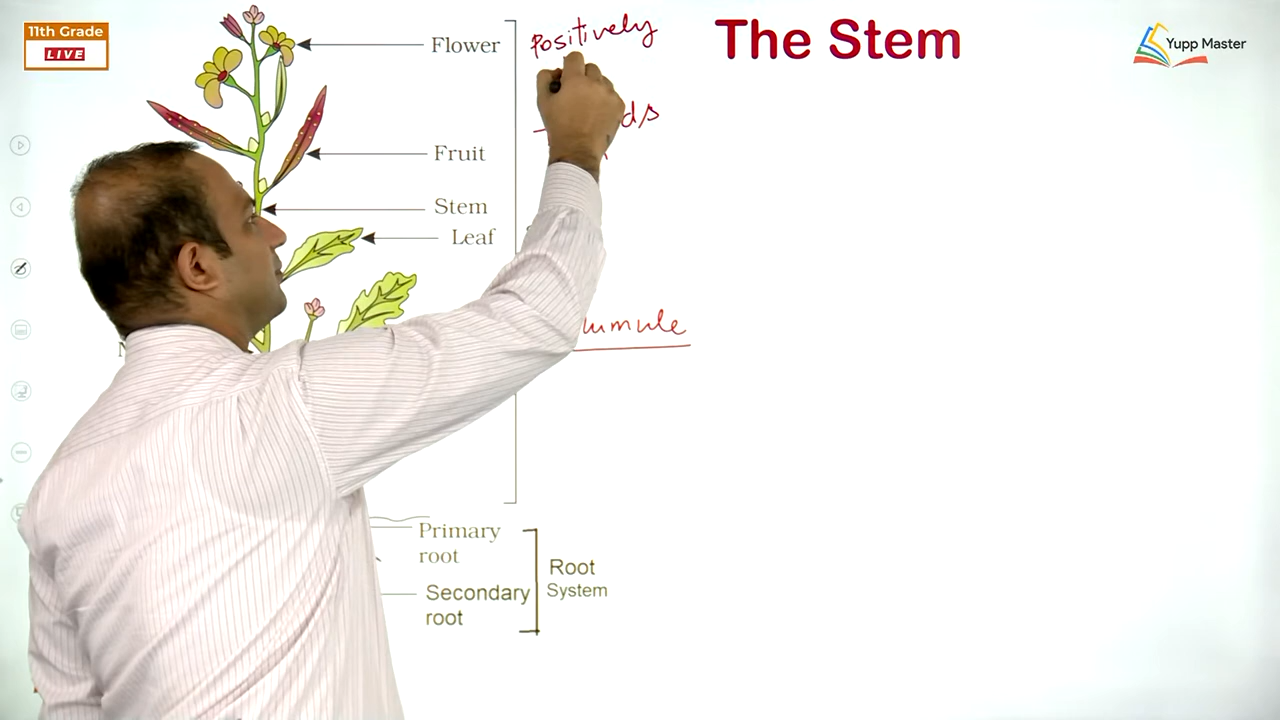 11th Grade
LIVE
The Stem
Yupp Master
Flower
Positively
Fruit
Stem
Leaf
Primary
root
Secondary
root
Root
System